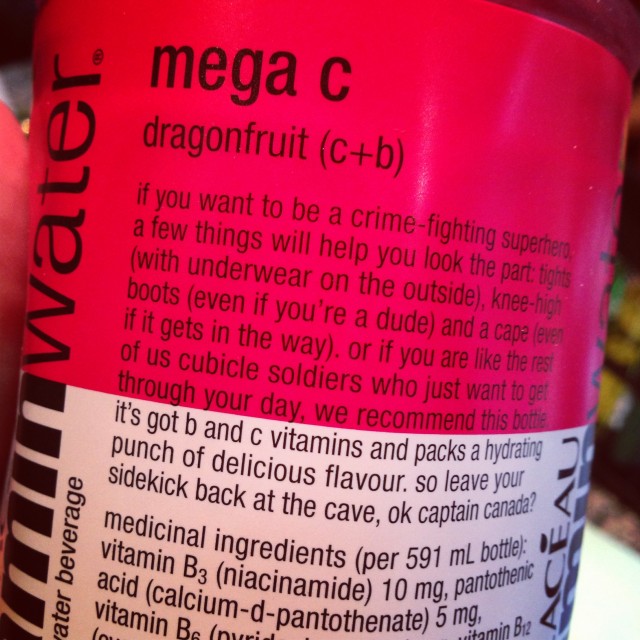 mega c
dragonfruit (c+b)
if you want to be a crime-fighting superhero,
a few things will help you look the part: tights
(with underwear on the outside), knee-high
boots (even if you're a dude) and a cape (even
if it gets in the way). or if you are like the rest
of us cubicle soldiers who just want to get
through your day, we recommend this bottle.
it's got b and c vitamins and packs a hydrating
punch of delicious flavour. so leave your
sidekick back at the cave, ok captain canada?
medicinal ingredients (per 591 mL bottle):
vitamin B3 (niacinamide) 10 mg, pantothenic
acid (calcium-d-pantothenate) 5 mg,
vitamin B6 vitamin B12
water®
ater beverage
ACÉAU